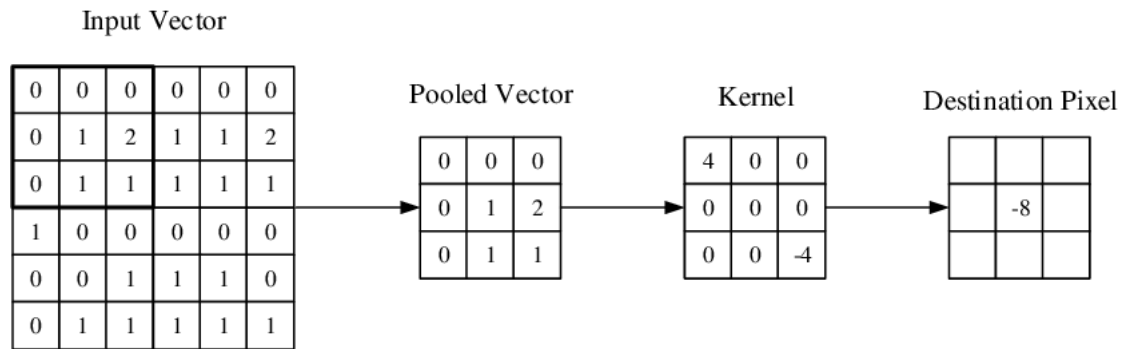 Input Vector
Pooled Vector
Kernel
Destination Pixel
0 0 0 0 0 0
0 1 2 1 1 2
0 1 1 1 1 1
1 0 0 0 0 0
0 0 1 1 1 0
0 1 1 1 1 1
0 0 0
0 1 2
0 1 1
4 0 0
0 0 0
0 0 -4
-8